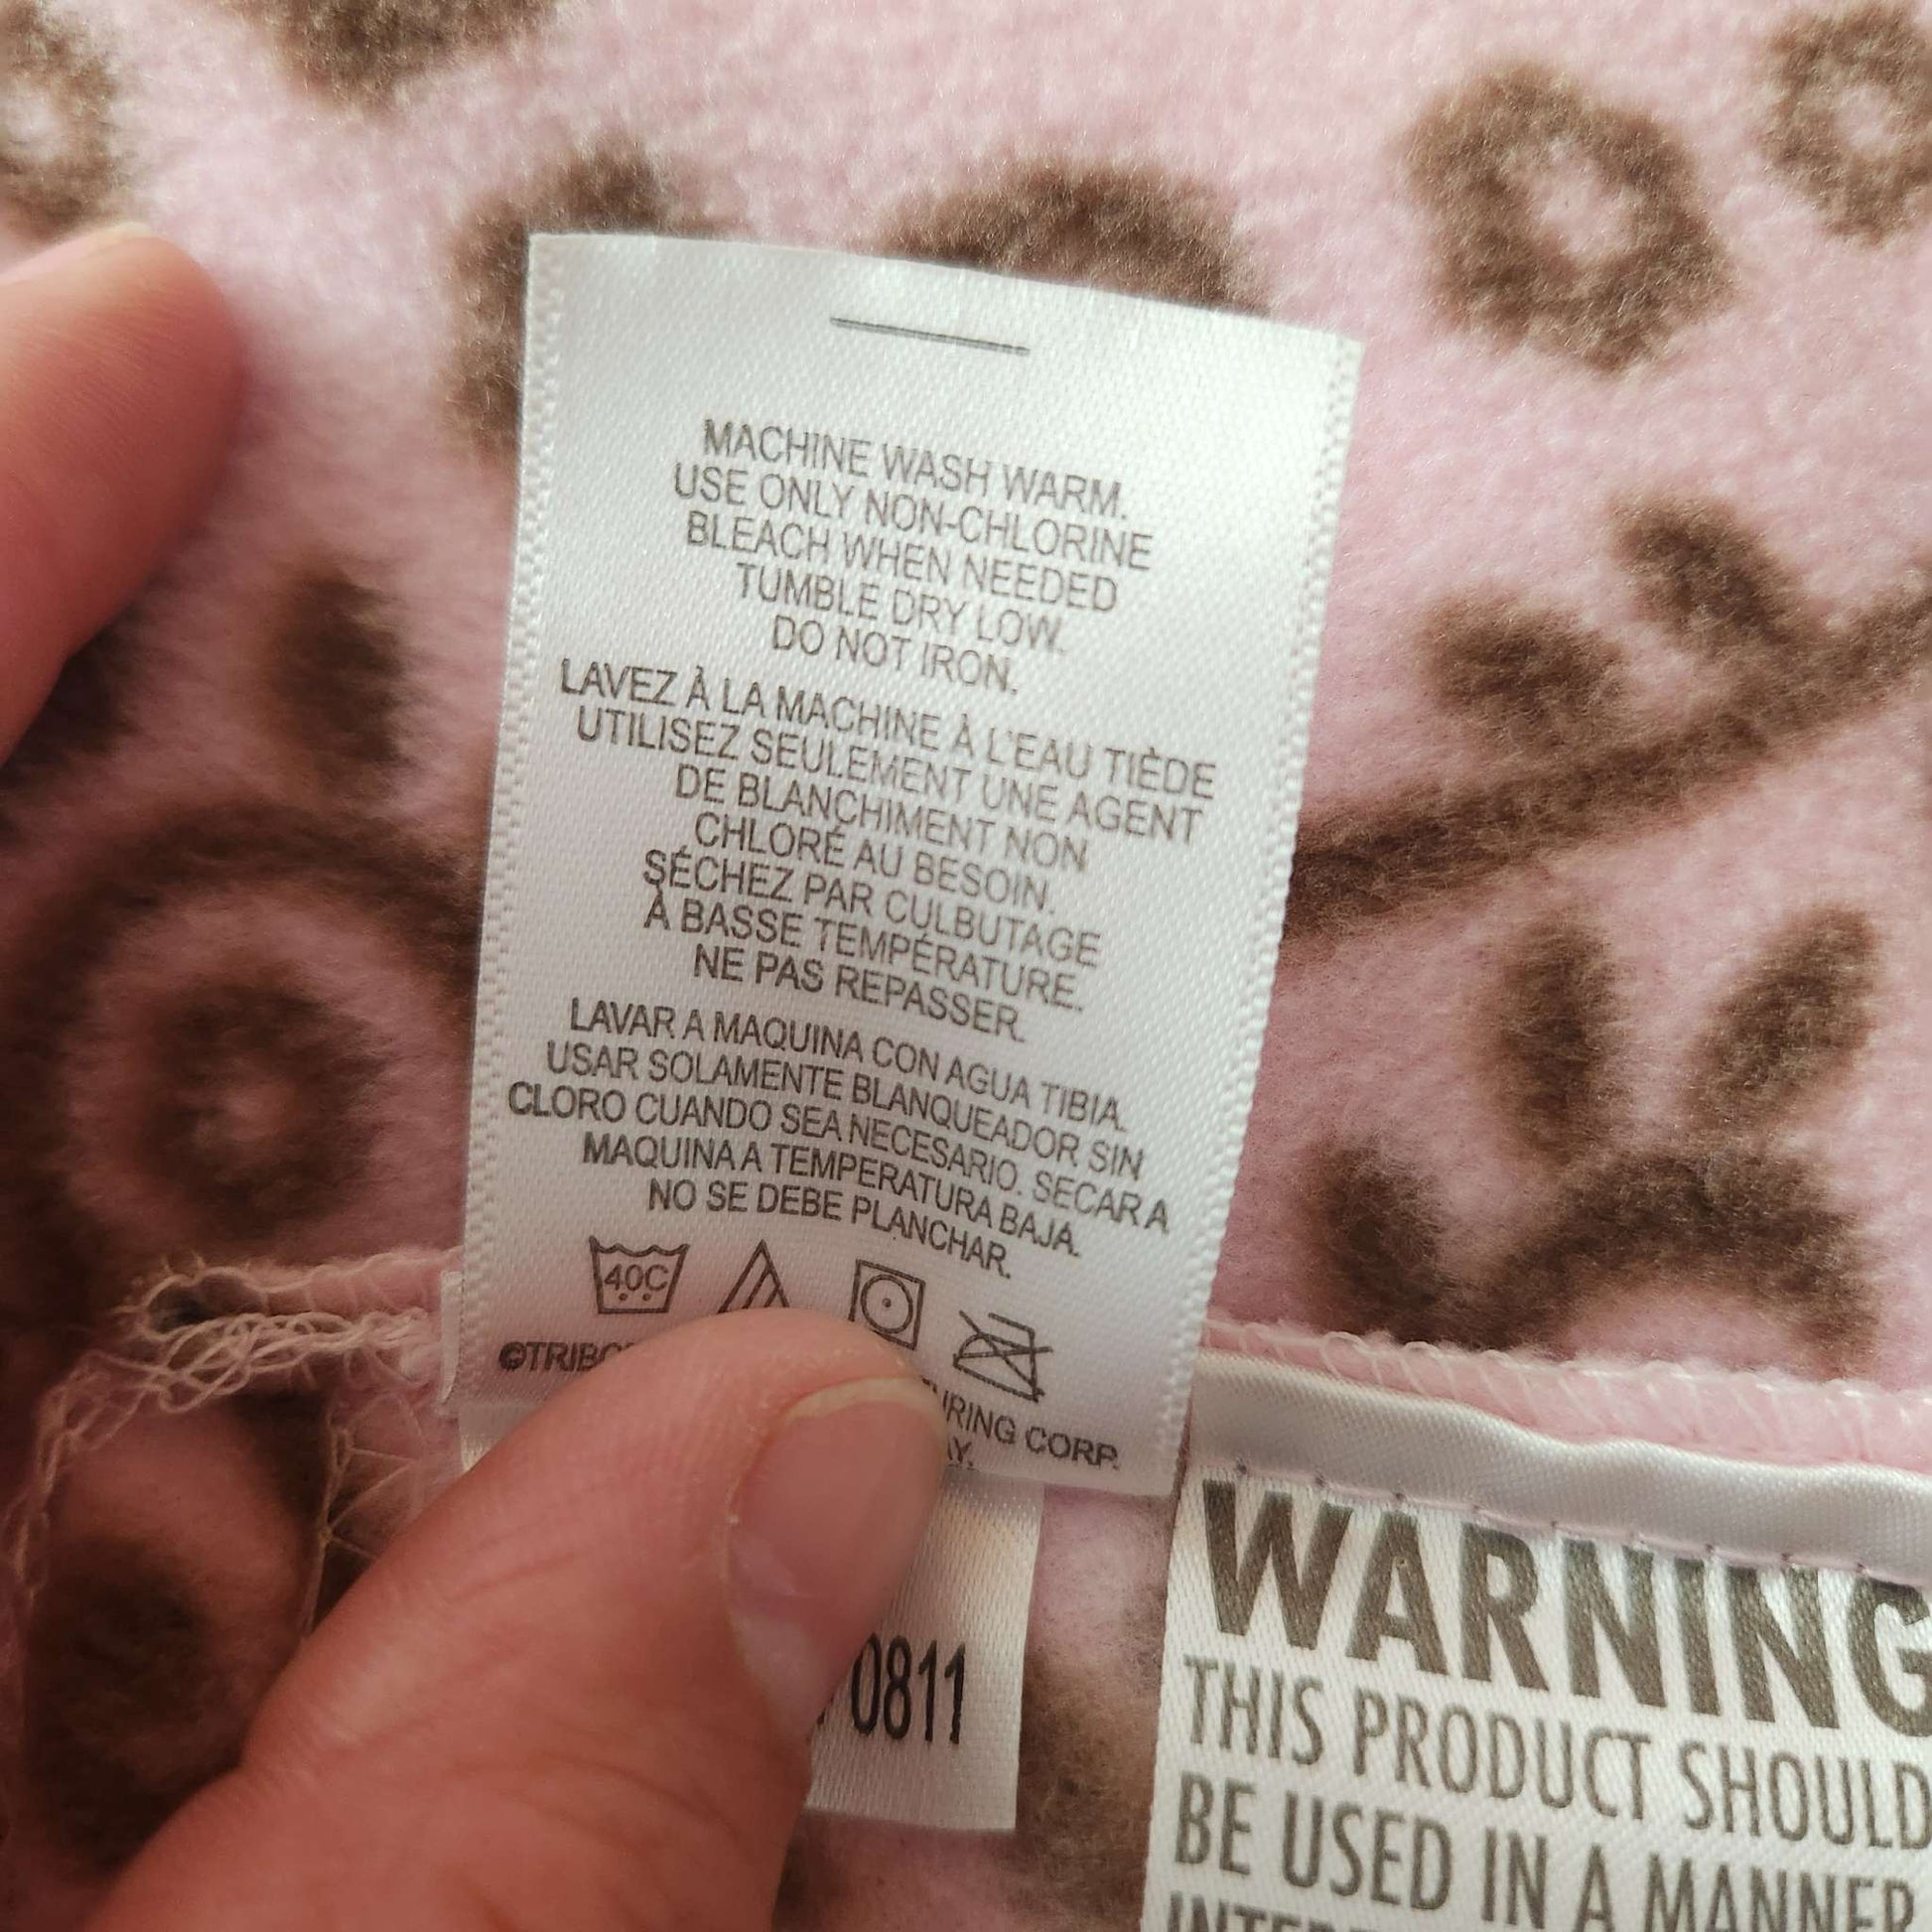 MACHINE WASH WARM.
USE ONLY NON-CHLORINE
BLEACH WHEN NEEDED
TUMBLE DRY LOW.
DO NOT IRON.
LAVEZ À LA MACHINE À L'EAU TIÈDE
UTILISEZ SEULEMENT UNE AGENT
DE BLANCHIMENT NON
CHLORÉ AU BESOIN.
SÉCHEZ PAR CULBUTAGE
À BASSE TEMPÉRATURE.
NE PAS REPASSER.
LAVAR A MAQUINA CON AGUA TIBIA.
USAR SOLAMENTE BLANQUEADOR SIN
CLORO CUANDO SEA NECESARIO. SECAR A
MAQUINA A TEMPERATURA BAJA.
NO SE DEBE PLANCHAR.
40C
CORP.
0811
WARNING
THIS PRODUCT SHOULD
BE USED IN A MANNER